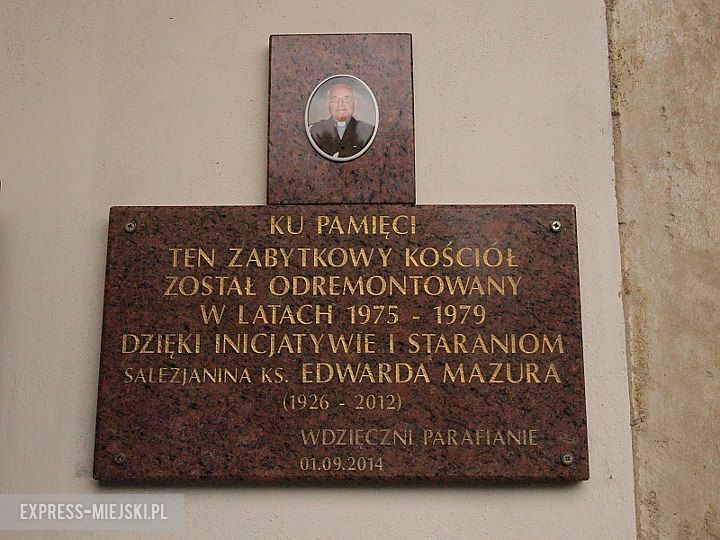 KU PAMIĘCI
TEN ZABYTKOWY KOŚCIÓŁ
ZOSTAŁ ODREMONTOWANY
W LATACH 1975 - 1979
DZIĘKI INICJATYWIE I STARANIOM
SALEZJANINA KS. EDWARDA MAZURA
(1926 - 2012)
WDZIĘCZNI PARAFIANIE
01.09.2014
EXPRESS-MIEJSKI.PL